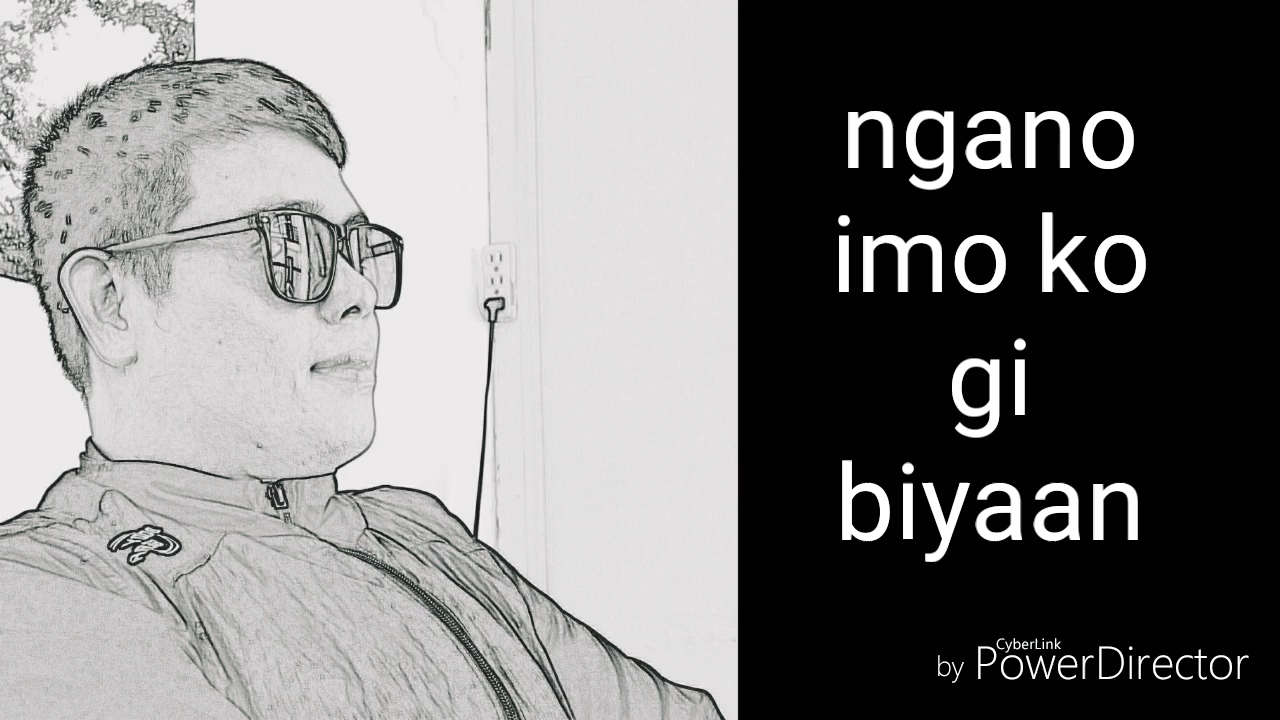 ngano
imo ko
gi
biyaan
CyberLink
by PowerDirector